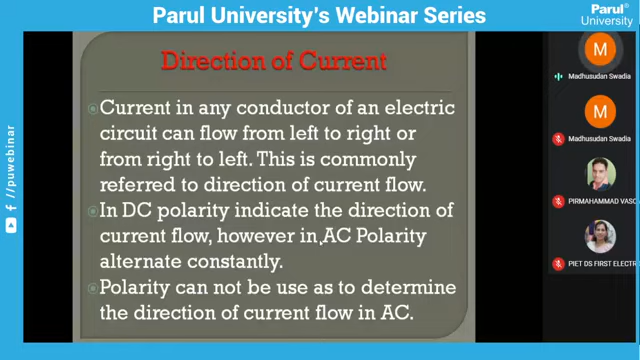 Parul University's Webinar Series
Parul®
University
Direction of Current
Current in any conductor of an electric
circuit can flow from left to right or
from right to left. This is commonly
referred to direction of current flow.
In DC polarity indicate the direction of
current flow, however in AC Polarity
alternate constantly.
Polarity can not be use as to determine
the direction of current flow in AC.
M
Madhusudan Swadia
M
Madhusudan Swadia
PIRMAHAMMAD VASO
PIET DS FIRST ELECTR
//puwebinar